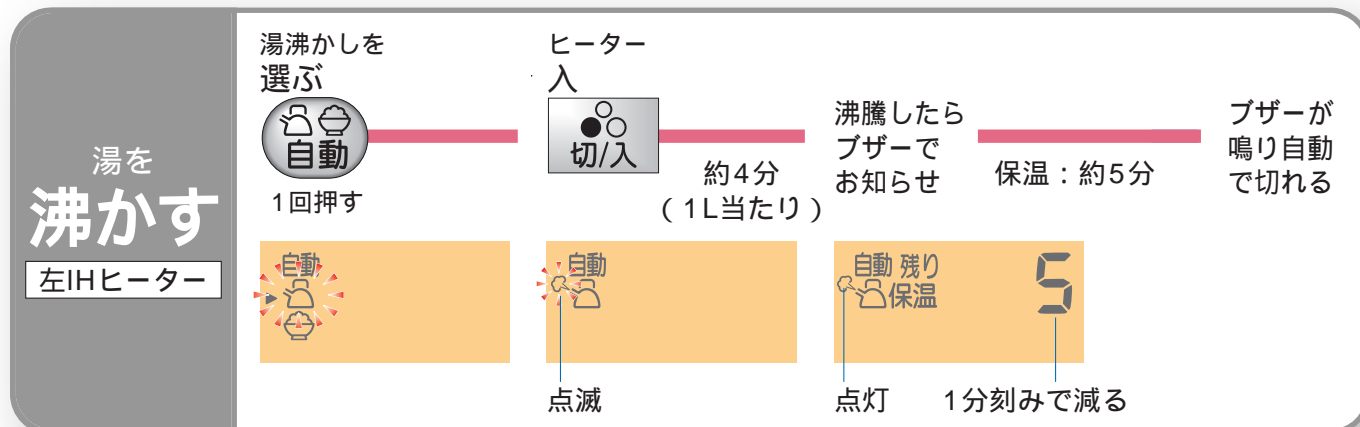 湯を
沸かす
左IHヒーター
湯沸かしを
選ぶ
自動
1回押す
ヒーター
入
切/入
約4分
(1L当たり)
沸騰したら
ブザーで
お知らせ
保温:約5分
ブザーが
鳴り自動
で切れる
自動
自動
点滅
自動 残り
保温
5
点灯
1分刻みで減る